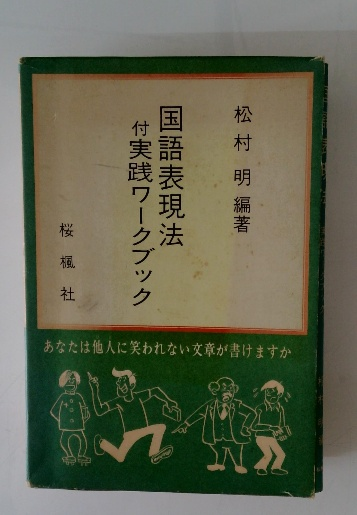 松村明編著
国語表現法
付実践ワークブック
桜楓社
あなたは他人に笑われない文章が書けますか